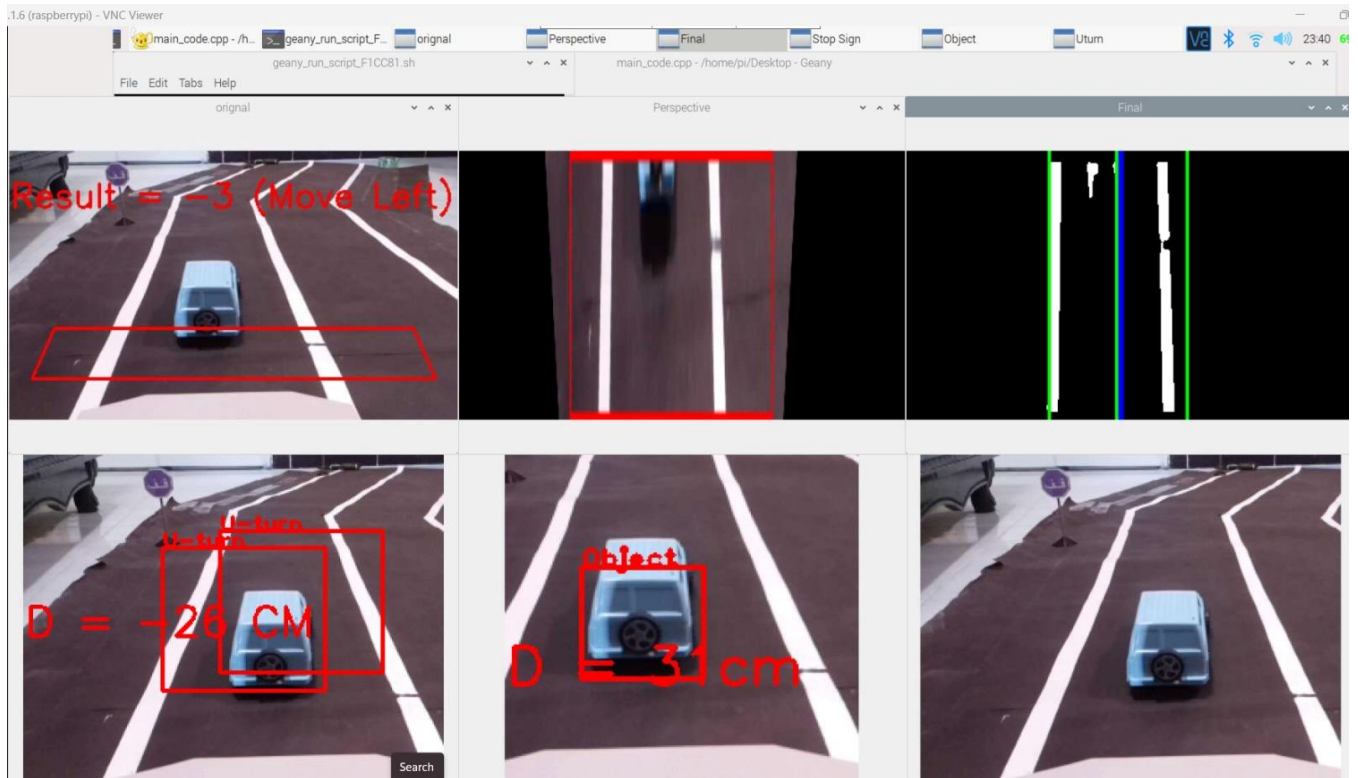 .1.6 (raspberrypi) - VNC Viewer
main_code.cpp - /h...
geany_run_script_F...
orignal
Perspective
Final
Stop Sign
Object
Uturn
23:40
geany_run_script_F1CC81.sh
main_code.cpp - /home/pi/Desktop - Geany
File Edit Tabs Help
orignal
Perspective
Final
Result = -3 (Move Left)
U-turn
U-turn
D = -26 CM
Object
D = 31cm
Search